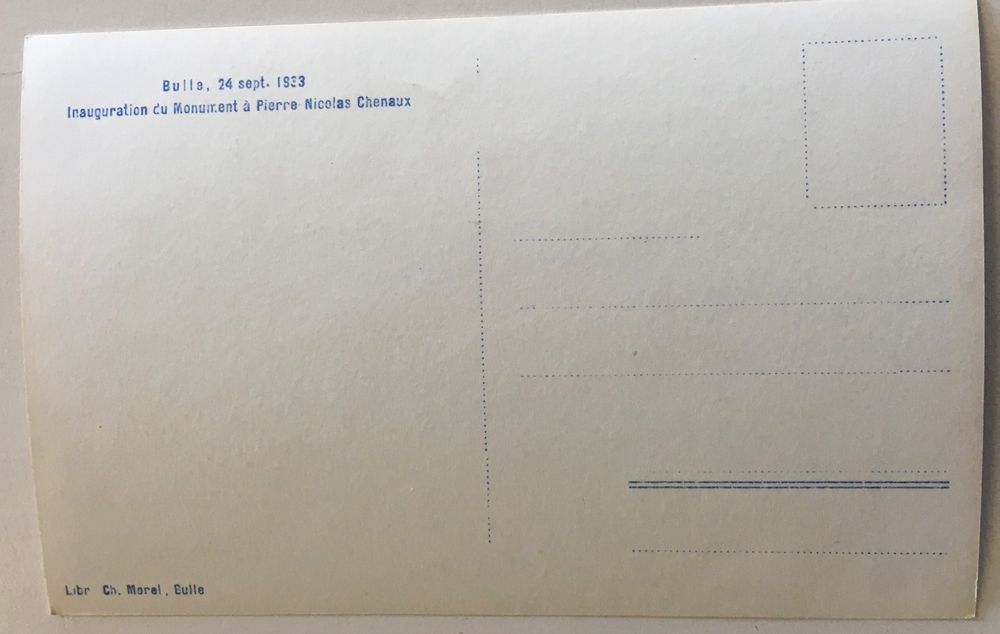 Bulle, 24 sept. 1933
Inauguration du Monument à Pierre Nicolas Chenaux
Libr Ch. Morel, Bulle